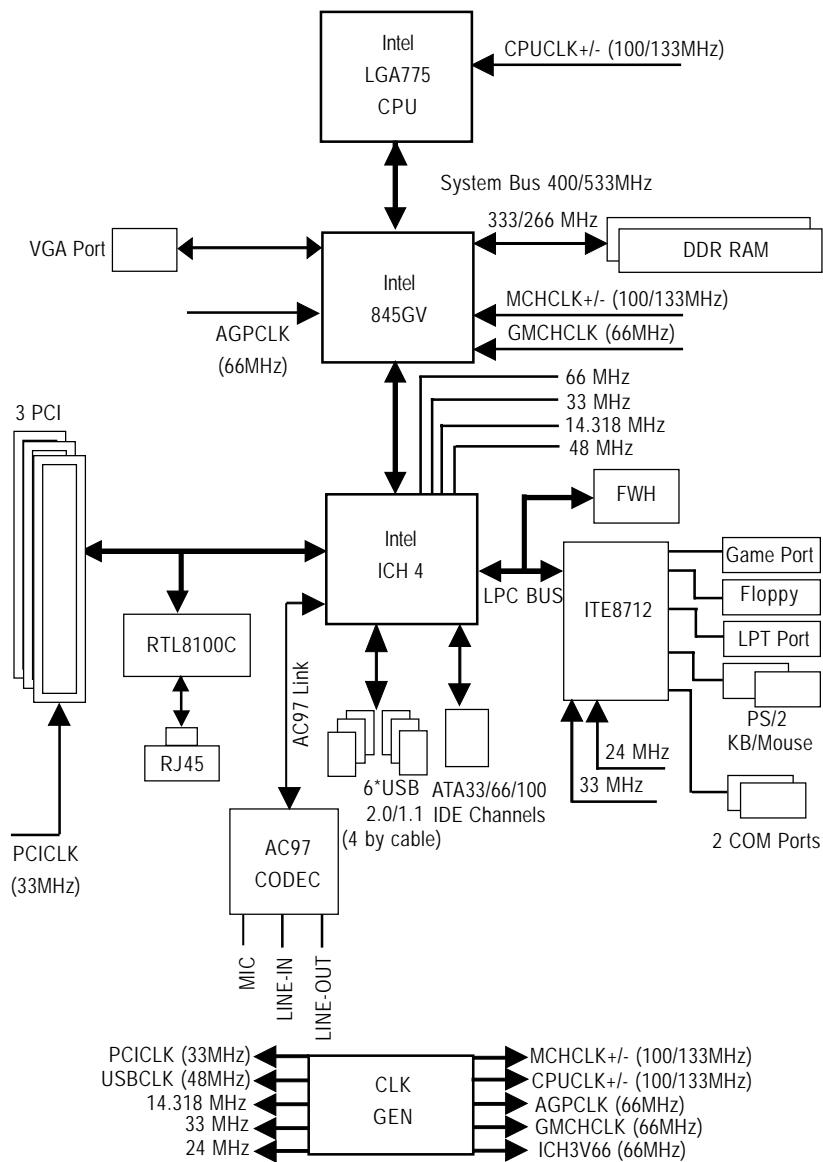 Intel
LGA775
CPU
CPUCLK+/- (100/133MHz)
System Bus 400/533MHz
333/266 MHz
DDR RAM
VGA Port
Intel
845GV
MCHCLK+/- (100/133MHz)
GMCHCLK (66MHz)
AGPCLK
(66MHz)
66 MHz
33 MHz
14.318 MHz
48 MHz
3 PCI
FWH
Intel
ICH 4
LPC BUS
ITE8712
Game Port
Floppy
LPT Port
PS/2
KB/Mouse
24 MHz
33 MHz
2 COM Ports
RTL8100C
RJ45
AC97 Link
6*USB
2.0/1.1
(4 by cable)
ATA33/66/100
IDE Channels
PCICLK
(33MHz)
AC97
CODEC
MIC
LINE-IN
LINE-OUT
CLK
GEN
PCICLK (33MHz)
USBCLK (48MHz)
14.318 MHz
33 MHz
24 MHz
MCHCLK+/- (100/133MHz)
CPUCLK+/- (100/133MHz)
AGPCLK (66MHz)
GMCHCLK (66MHz)
ICH3V66 (66MHz)